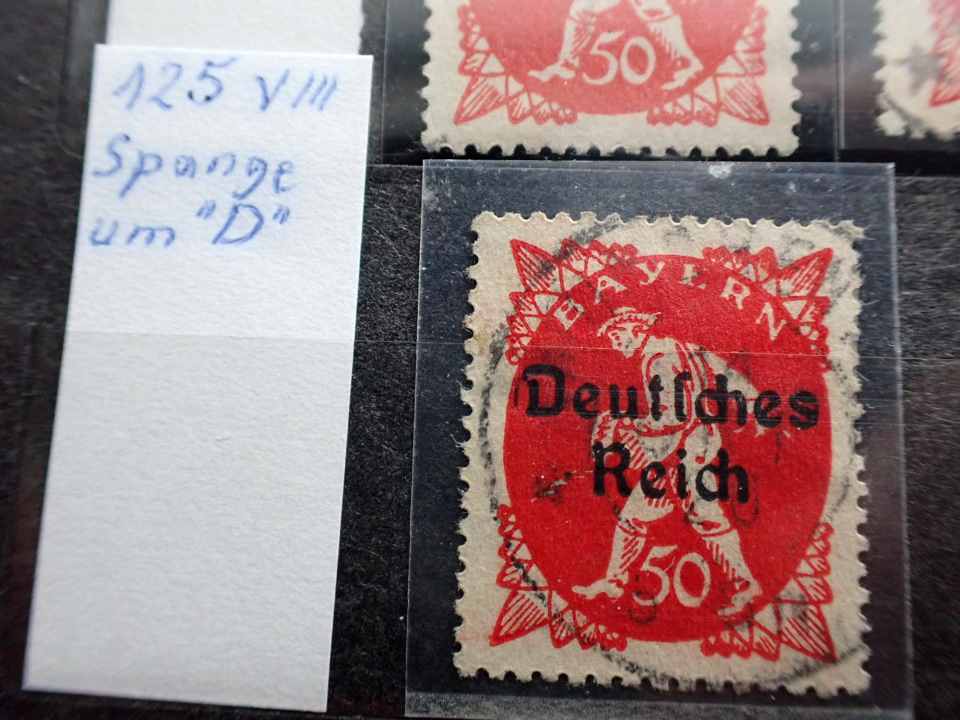 125 VIII
Spange
um "D"
50
BAYERN
Deutsches
Reich
50